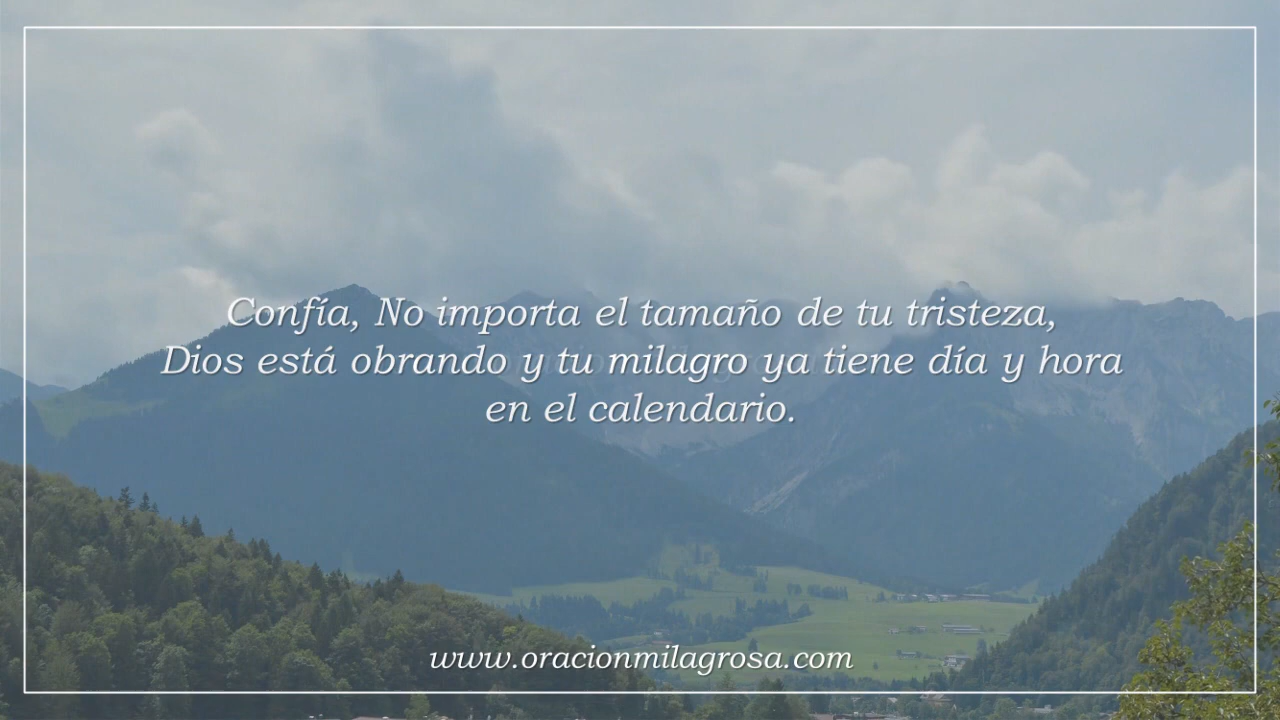 Confía, No importa el tamaño de tu tristeza,
Dios está obrando y tu milagro ya tiene día y hora
en el calendario.
www.oracionmilagrosa.com